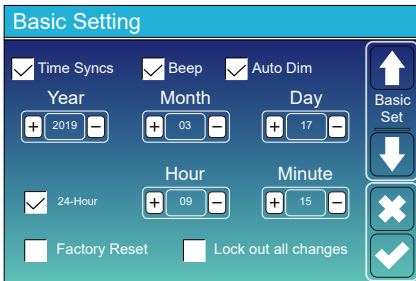 Basic Setting
Time Syncs Beep Auto Dim
Year Month Day
+ 2019 − + 03 − + 17 −
Basic
Set
Hour Minute
24-Hour + 09 − + 15 −
Factory Reset Lock out all changes